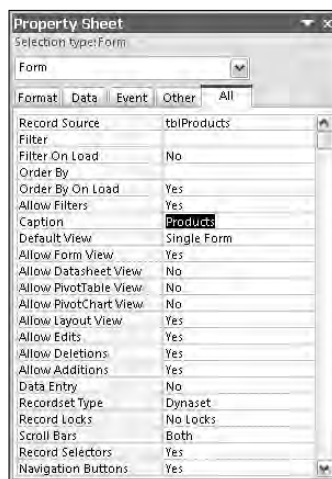 Property Sheet
Selection type: Form
Form
Format Data Event Other All
Record Source tblProducts
Filter
Filter On Load No
Order By
Order By On Load Yes
Allow Filters Yes
Caption Products
Default View Single Form
Allow Form View Yes
Allow Datasheet View No
Allow PivotTable View No
Allow PivotChart View No
Allow Layout View Yes
Allow Edits Yes
Allow Deletions Yes
Allow Additions Yes
Data Entry No
Recordset Type Dynaset
Record Locks No Locks
Scroll Bars Both
Record Selectors Yes
Navigation Buttons Yes